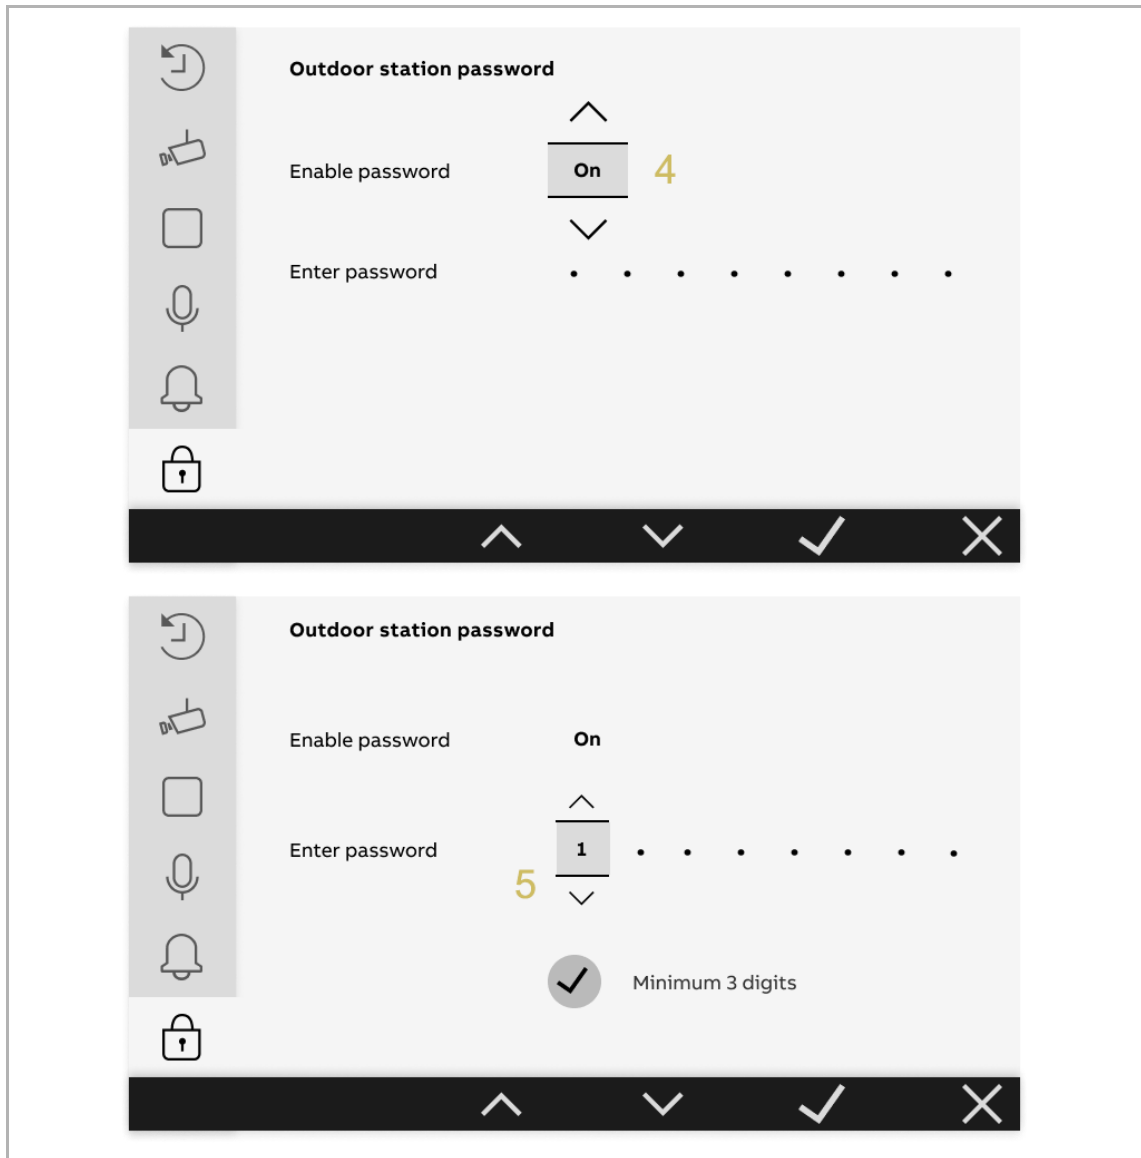 Outdoor station password
Enable password On 4
Enter password . . . . . . . .
Outdoor station password
Enable password On
Enter password 1 . . . . . . .
5
Minimum 3 digits